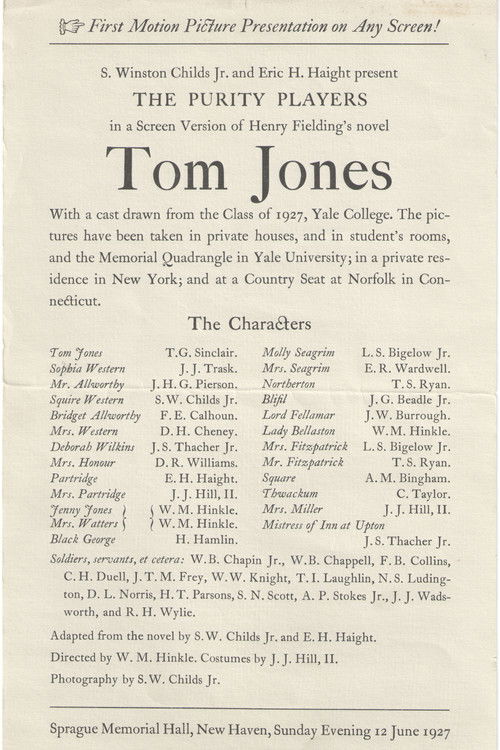 First Motion Picture Presentation on Any Screen!
S. Winston Childs Jr. and Eric H. Haight present
THE PURITY PLAYERS
in a Screen Version of Henry Fielding's novel
Tom Jones
With a cast drawn from the Class of 1927, Yale College. The pic-
tures have been taken in private houses, and in student's rooms,
and the Memorial Quadrangle in Yale University; in a private res-
idence in New York; and at a Country Seat at Norfolk in Con-
necticut.
The Characters
Tom Jones T.G. Sinclair.
Sophia Western J. J. Trask.
Mr. Allworthy J. H. G. Pierson.
Squire Western S.W. Childs Jr.
Bridget Allworthy F. E. Calhoun.
Mrs. Western D. H. Cheney.
Deborah Wilkins J.S. Thacher Jr.
Mrs. Honour D. R. Williams.
Partridge E. H. Haight.
Mrs. Partridge J. J. Hill, II.
Jenny Jones } { W. M. Hinkle.
Mrs. Watters } { W. M. Hinkle.
Black George H. Hamlin.
Molly Seagrim L. S. Bigelow Jr.
Mrs. Seagrim E. R. Wardwell.
Northerton T. S. Ryan.
Blifil J. G. Beadle Jr.
Lord Fellamar J.W. Burrough.
Lady Bellaston W. M. Hinkle.
Mrs. Fitzpatrick L. S. Bigelow Jr.
Mr. Fitzpatrick T. S. Ryan.
Square A. M. Bingham.
Thwackum C. Taylor.
Mrs. Miller J. J. Hill, II.
Mistress of Inn at Upton
J.S. Thacher Jr.
Soldiers, servants, et cetera: W. B. Chapin Jr., W. B. Chappell, F. B. Collins,
C. H. Duell, J. T. M. Frey, W. W. Knight, T. I. Laughlin, N. S. Luding-
ton, D. L. Norris, H. T. Parsons, S. N. Scott, A. P. Stokes Jr., J. J. Wads-
worth, and R. H. Wylie.
Adapted from the novel by S.W. Childs Jr. and E. H. Haight.
Directed by W. M. Hinkle. Costumes by J. J. Hill, II.
Photography by S.W. Childs Jr.
Sprague Memorial Hall, New Haven, Sunday Evening 12 June 1927